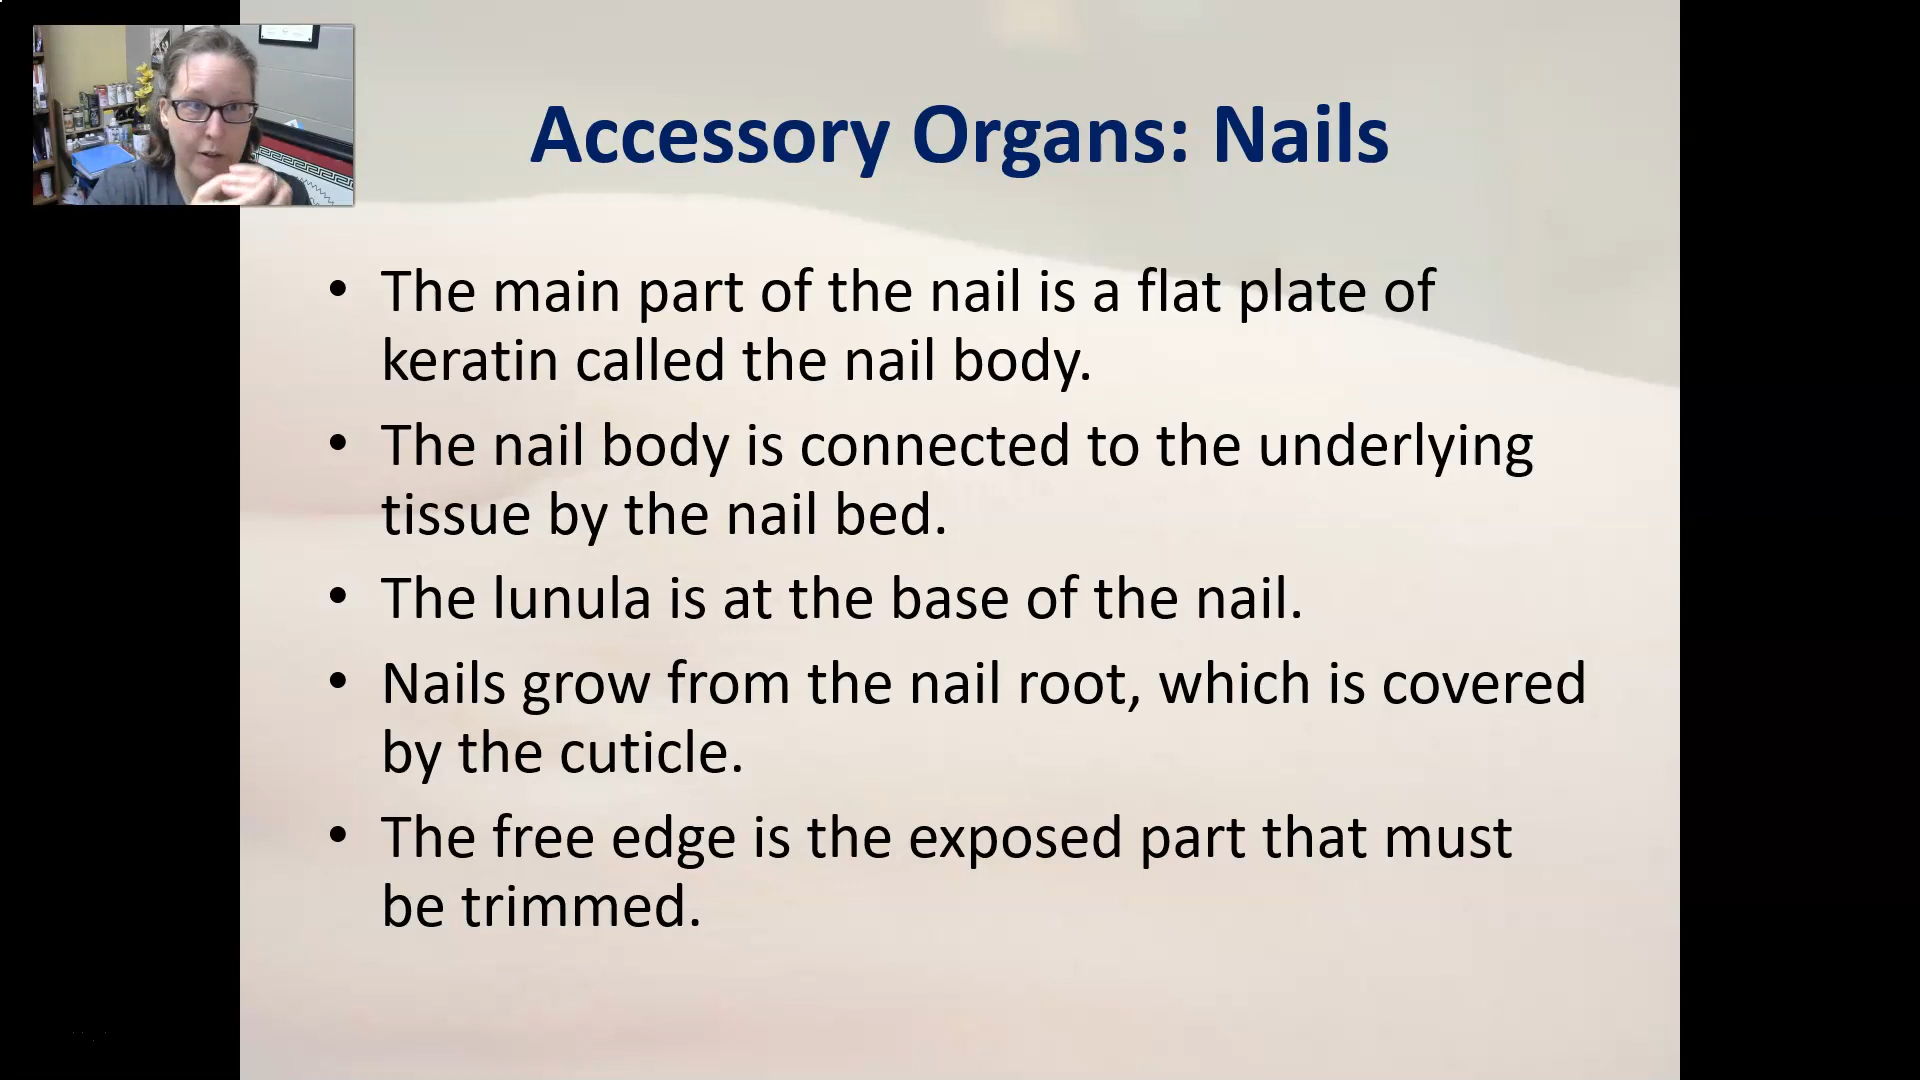 Accessory Organs: Nails
• The main part of the nail is a flat plate of
keratin called the nail body.
• The nail body is connected to the underlying
tissue by the nail bed.
• The lunula is at the base of the nail.
• Nails grow from the nail root, which is covered
by the cuticle.
• The free edge is the exposed part that must
be trimmed.